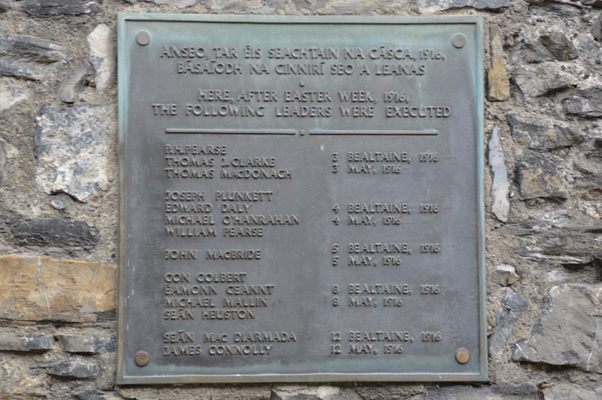 ANSEO, TAR ÉIS SEACHTAIN NA CÁSCA, 1916,
BÁSAÍODH NA CINNIRÍ SEO A LEANAS
HERE, AFTER EASTER WEEK, 1916,
THE FOLLOWING LEADERS WERE EXECUTED
P.H. PEARSE 3 BEALTAINE, 1916
THOMAS J. CLARKE 3 MAY, 1916
THOMAS MACDONAGH
JOSEPH PLUNKETT
EDWARD DALY 4 BEALTAINE, 1916
MICHAEL O'HANRAHAN 4 MAY, 1916
WILLIAM PEARSE
JOHN MACBRIDE 5 BEALTAINE, 1916
5 MAY, 1916
CON COLBERT
ÉAMONN CEANNT 8 BEALTAINE, 1916
MICHAEL MALLIN 8 MAY, 1916
SEÁN HEUSTON
SEÁN MAC DIARMADA 12 BEALTAINE, 1916
JAMES CONNOLLY 12 MAY, 1916